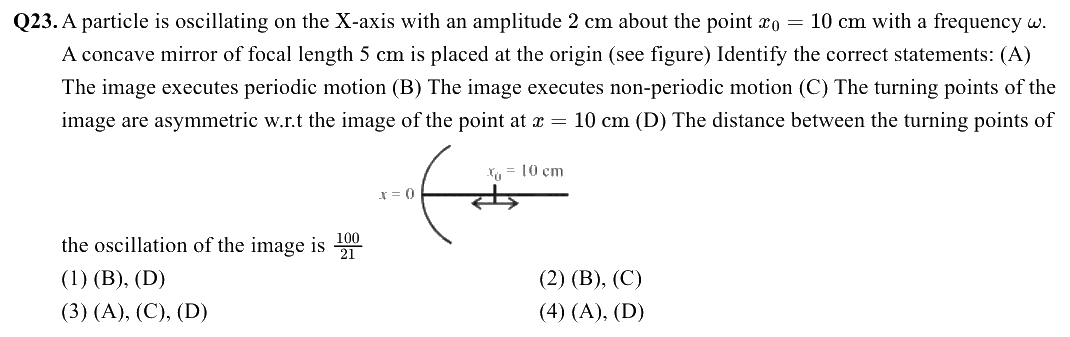 Q23. A particle is oscillating on the X-axis with an amplitude 2 cm about the point x₀ = 10 cm with a frequency ω.
A concave mirror of focal length 5 cm is placed at the origin (see figure) Identify the correct statements: (A)
The image executes periodic motion (B) The image executes non-periodic motion (C) The turning points of the
image are asymmetric w.r.t the image of the point at x = 10 cm (D) The distance between the turning points of
x₀ = 10 cm
x = 0
the oscillation of the image is 100/21
(1) (B), (D) (2) (B), (C)
(3) (A), (C), (D) (4) (A), (D)